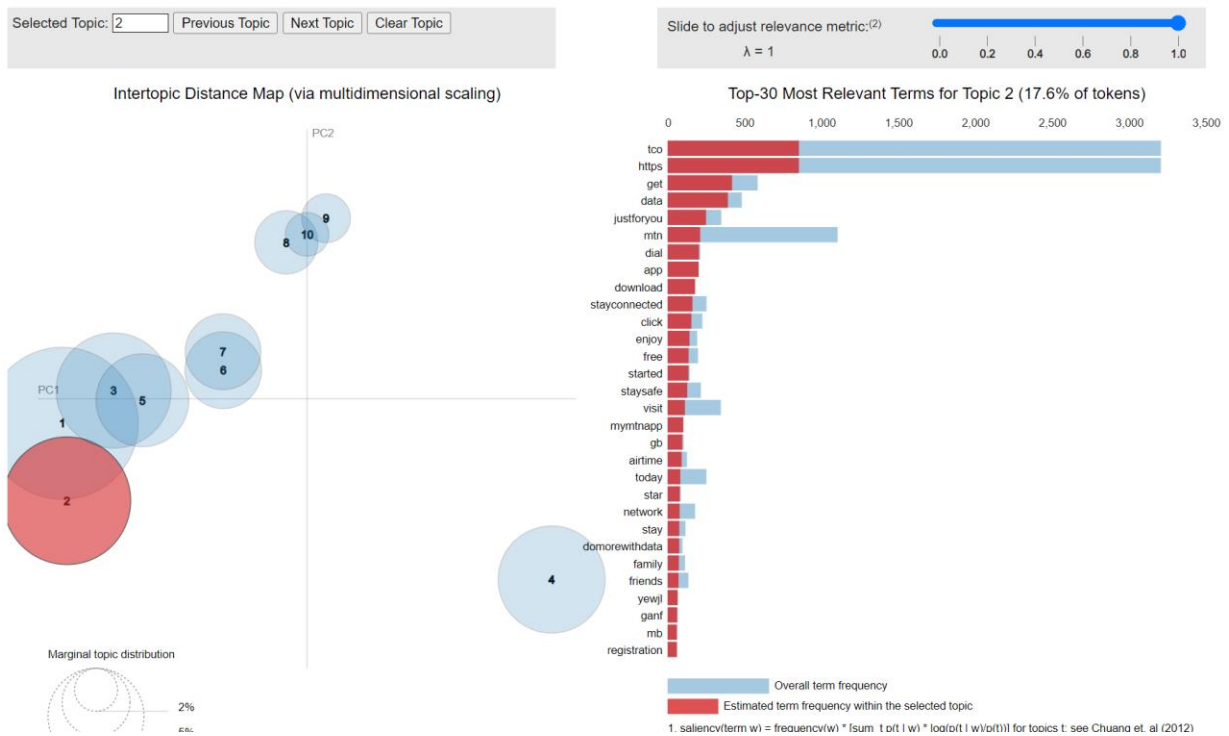 Selected Topic: 2 Previous Topic Next Topic Clear Topic
Slide to adjust relevance metric:(2)
λ = 1
0.0 0.2 0.4 0.6 0.8 1.0
Intertopic Distance Map (via multidimensional scaling)
PC2
PC1
9
10
8
7
6
3
5
1
2
4
Marginal topic distribution
2%
5%
Top-30 Most Relevant Terms for Topic 2 (17.6% of tokens)
0 500 1,000 1,500 2,000 2,500 3,000 3,500
tco
https
get
data
justforyou
mtn
dial
app
download
stayconnected
click
enjoy
free
started
staysafe
visit
mymtnapp
gb
airtime
today
star
network
stay
domorewithdata
family
friends
yewjl
ganf
mb
registration
Overall term frequency
Estimated term frequency within the selected topic
1. saliency(term w) = frequency(w) * [sum_t p(t | w) * log(p(t | w)/p(t))] for topics t; see Chuang et. al (2012)